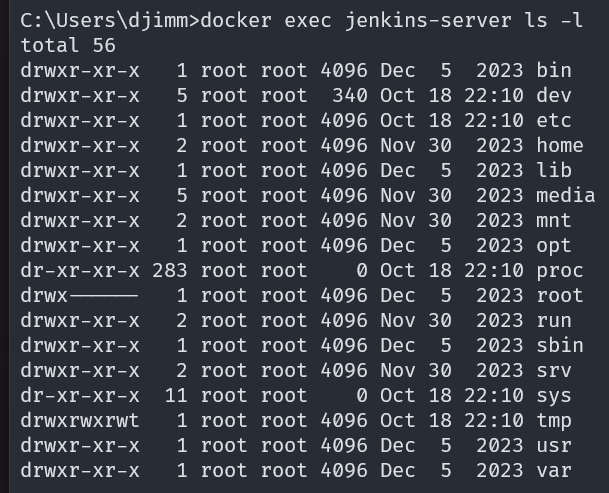 C:\Users\djimm>docker exec jenkins-server ls -l
total 56
drwxr-xr-x   1 root root 4096 Dec  5  2023 bin
drwxr-xr-x   5 root root  340 Oct 18 22:10 dev
drwxr-xr-x   1 root root 4096 Oct 18 22:10 etc
drwxr-xr-x   2 root root 4096 Nov 30  2023 home
drwxr-xr-x   1 root root 4096 Dec  5  2023 lib
drwxr-xr-x   5 root root 4096 Nov 30  2023 media
drwxr-xr-x   2 root root 4096 Nov 30  2023 mnt
drwxr-xr-x   1 root root 4096 Dec  5  2023 opt
dr-xr-xr-x 283 root root    0 Oct 18 22:10 proc
drwx------   1 root root 4096 Dec  5  2023 root
drwxr-xr-x   2 root root 4096 Nov 30  2023 run
drwxr-xr-x   1 root root 4096 Dec  5  2023 sbin
drwxr-xr-x   2 root root 4096 Nov 30  2023 srv
dr-xr-xr-x  11 root root    0 Oct 18 22:10 sys
drwxrwxrwt   1 root root 4096 Oct 18 22:10 tmp
drwxr-xr-x   1 root root 4096 Dec  5  2023 usr
drwxr-xr-x   1 root root 4096 Dec  5  2023 var